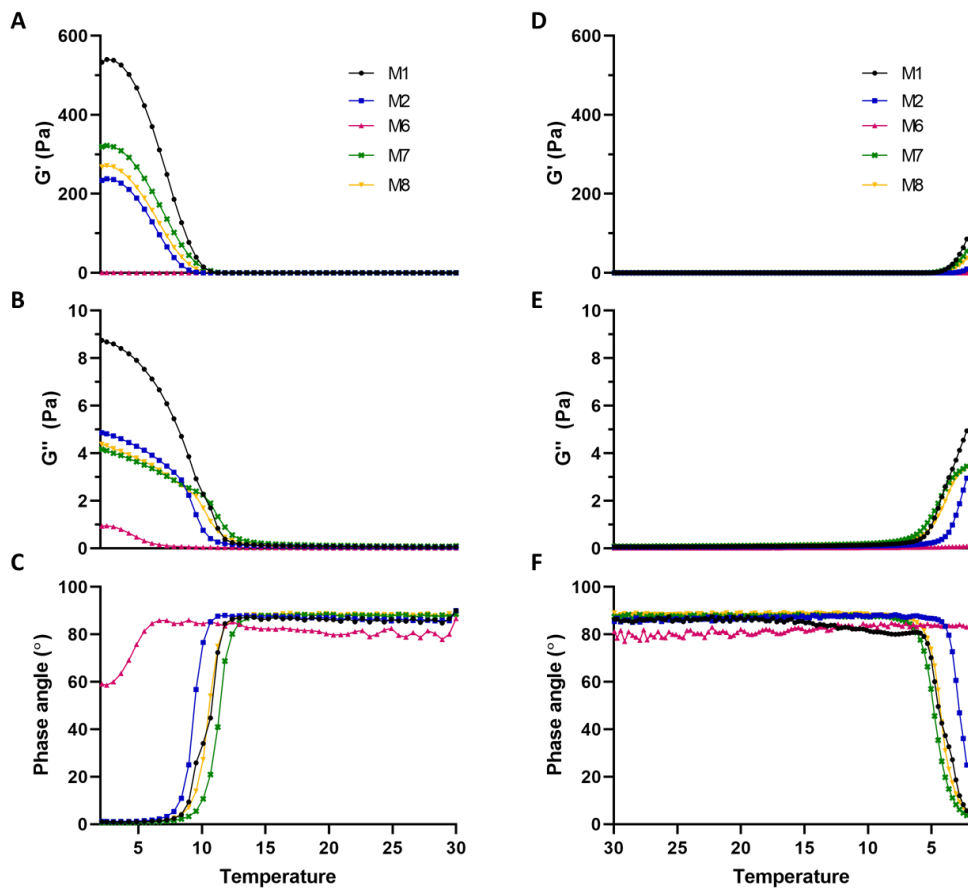 A
600
400
200
0
G' (Pa)
M1
M2
M6
M7
M8
D
600
400
200
0
G' (Pa)
M1
M2
M6
M7
M8
B
10
8
6
4
2
0
G'' (Pa)
E
10
8
6
4
2
0
G'' (Pa)
C
100
80
60
40
20
0
Phase angle (°)
5 10 15 20 25 30
Temperature
F
100
80
60
40
20
0
Phase angle (°)
30 25 20 15 10 5
Temperature